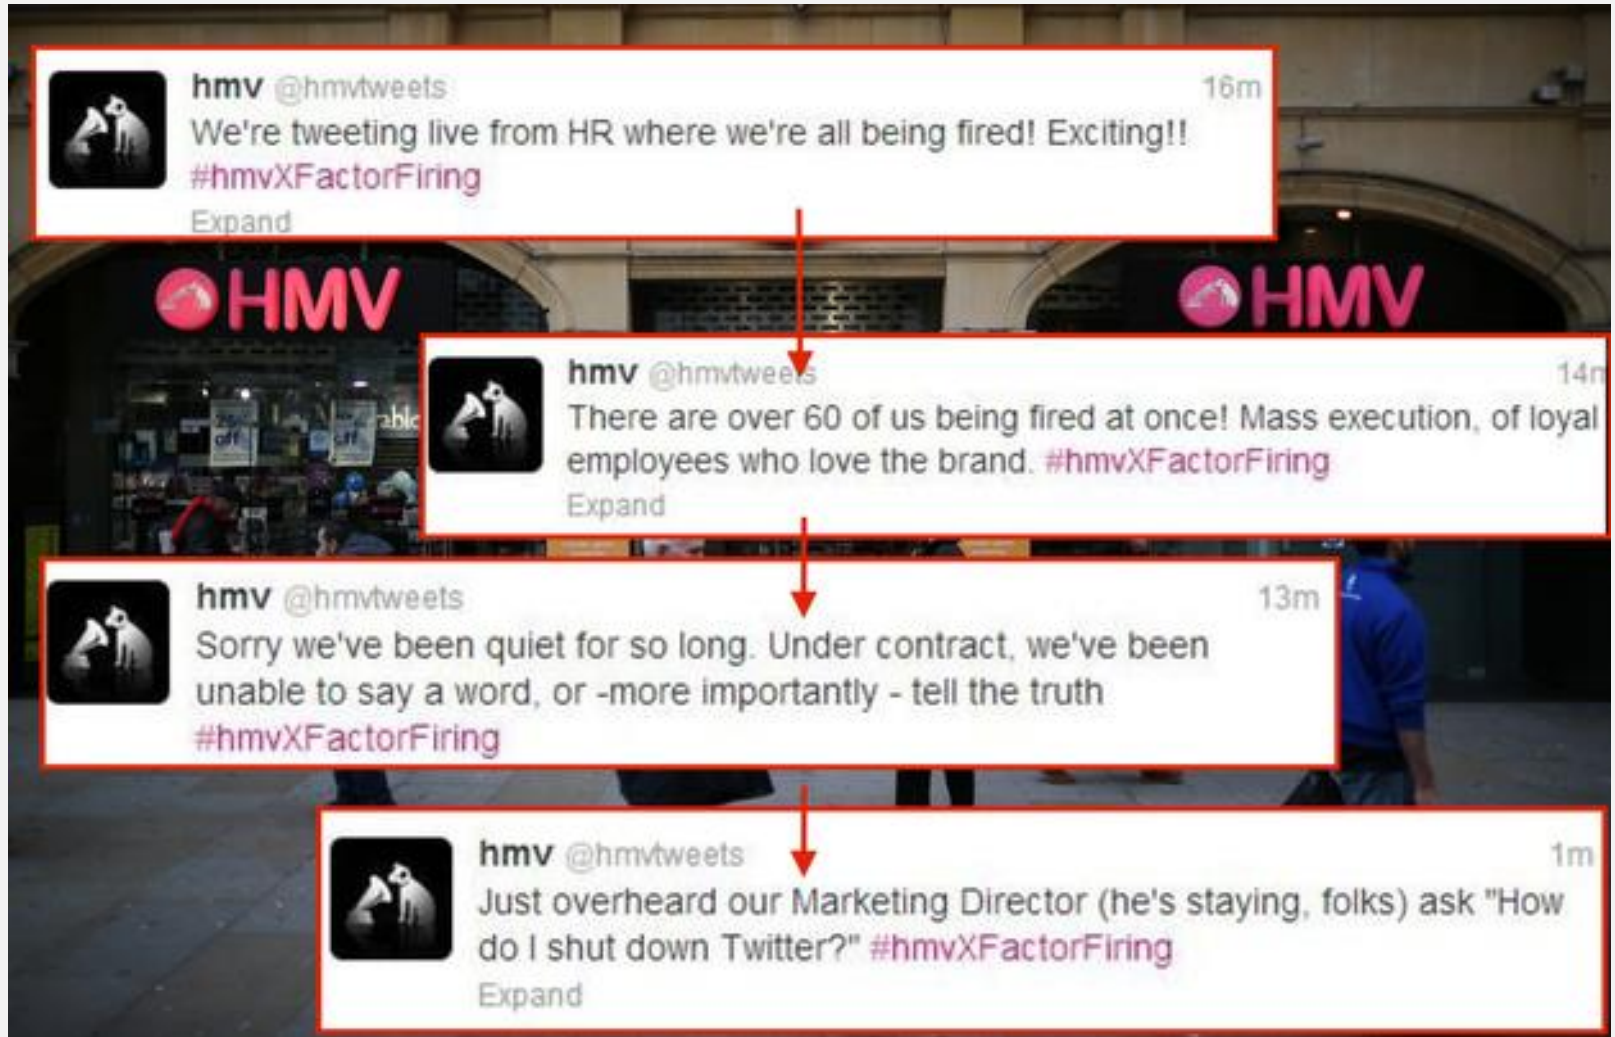 hmv @hmvtweets 16m
We're tweeting live from HR where we're all being fired! Exciting!!
#hmvXFactorFiring
Expand
HMV HMV
hmv @hmvtweets 14m
There are over 60 of us being fired at once! Mass execution, of loyal
employees who love the brand. #hmvXFactorFiring
Expand
off off
hmv @hmvtweets 13m
Sorry we've been quiet for so long. Under contract, we've been
unable to say a word, or -more importantly - tell the truth
#hmvXFactorFiring
hmv @hmvtweets 1m
Just overheard our Marketing Director (he's staying, folks) ask "How
do I shut down Twitter?" #hmvXFactorFiring
Expand